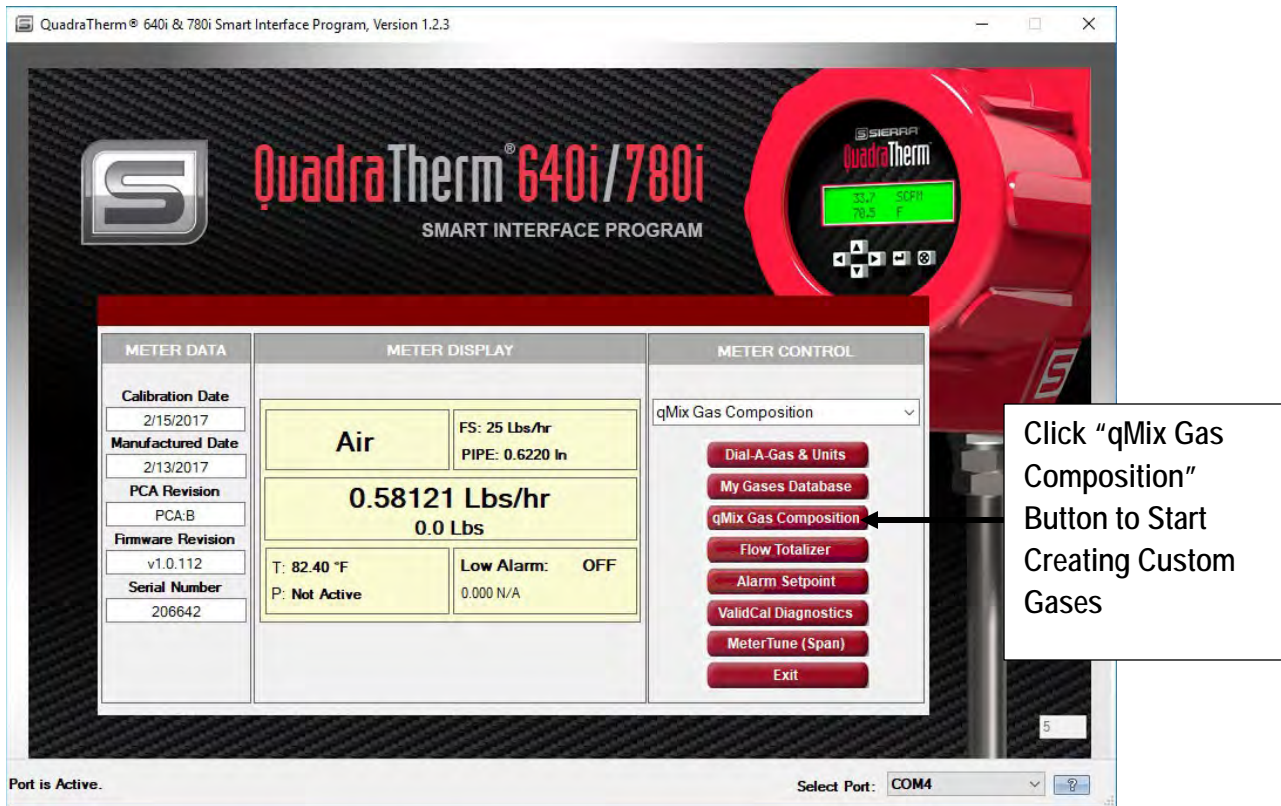 QuadraTherm® 640i & 780i Smart Interface Program, Version 1.2.3
SIERRA
QuadraTherm
33.7 SCFM
70.5 F
QuadraTherm® 640i/780i
SMART INTERFACE PROGRAM
METER DATA
Calibration Date
2/15/2017
Manufactured Date
2/13/2017
PCA Revision
PCA:B
Firmware Revision
v1.0.112
Serial Number
206642
METER DISPLAY
Air
FS: 25 Lbs/hr
PIPE: 0.6220 In
0.58121 Lbs/hr
0.0 Lbs
T: 82.40 °F
P: Not Active
Low Alarm: OFF
0.000 N/A
METER CONTROL
qMix Gas Composition
Dial-A-Gas & Units
My Gases Database
qMix Gas Composition
Flow Totalizer
Alarm Setpoint
ValidCal Diagnostics
MeterTune (Span)
Exit
Click “qMix Gas
Composition”
Button to Start
Creating Custom
Gases
5
Port is Active.
Select Port: COM4
?